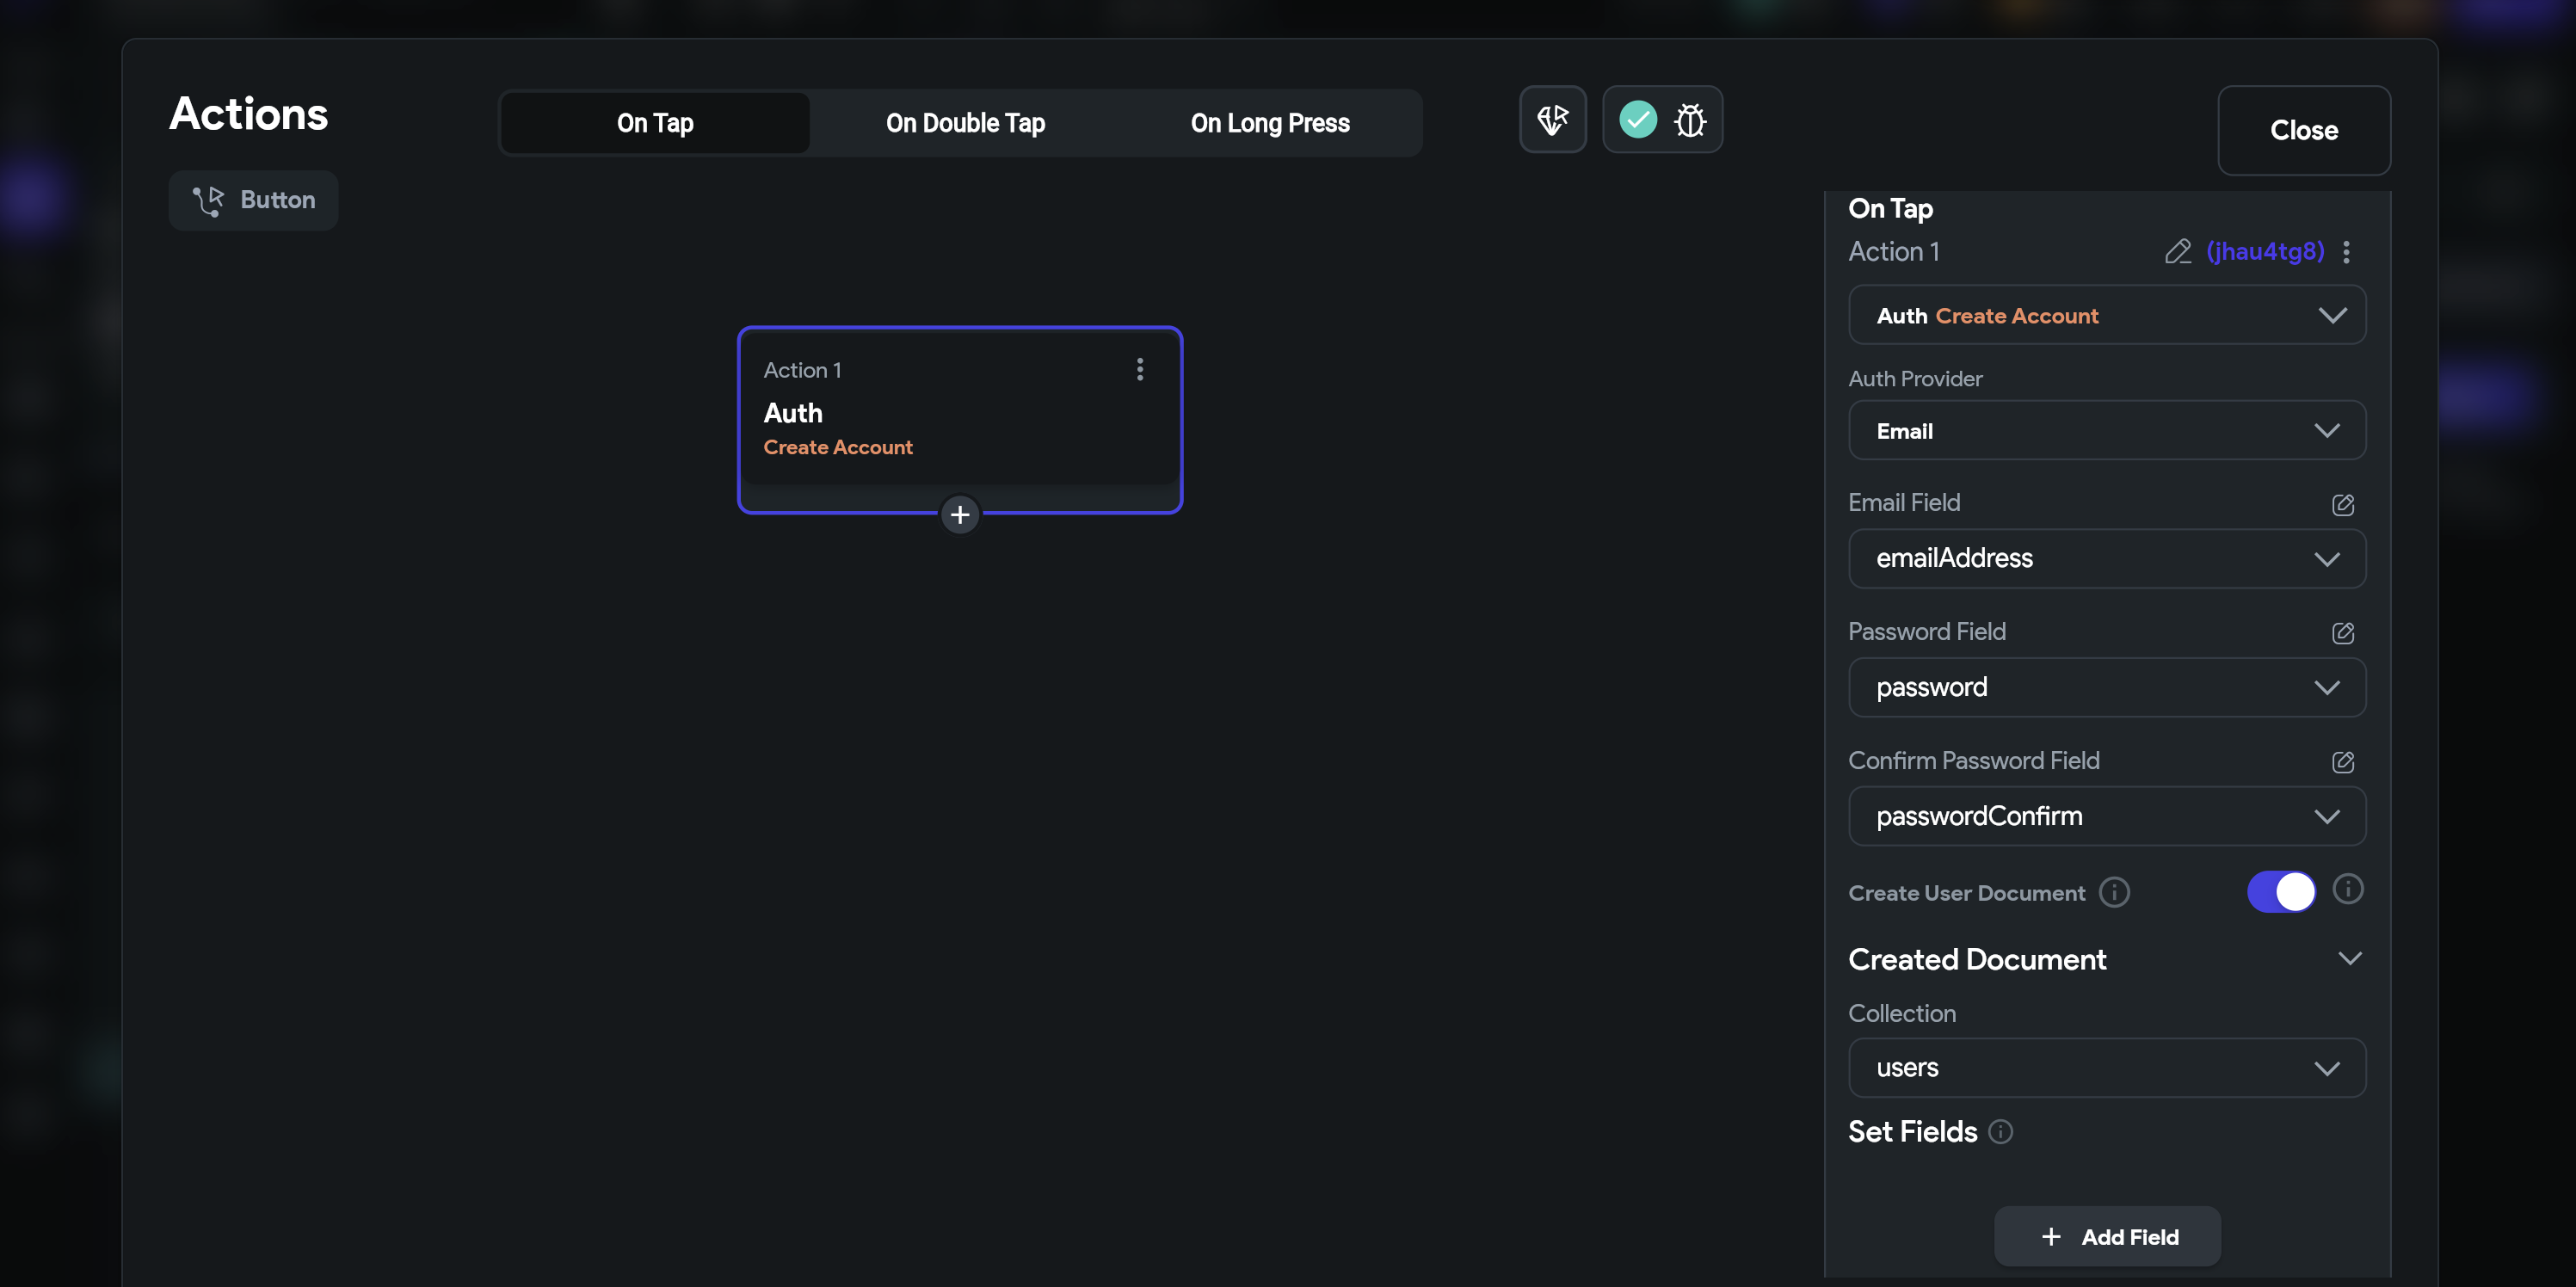 Actions
On Tap
On Double Tap
On Long Press
Close
Button
Action 1
Auth
Create Account
On Tap
Action 1
(jhau4tg8)
Auth Create Account
Auth Provider
Email
Email Field
emailAddress
Password Field
password
Confirm Password Field
passwordConfirm
Create User Document
Created Document
Collection
users
Set Fields
+ Add Field